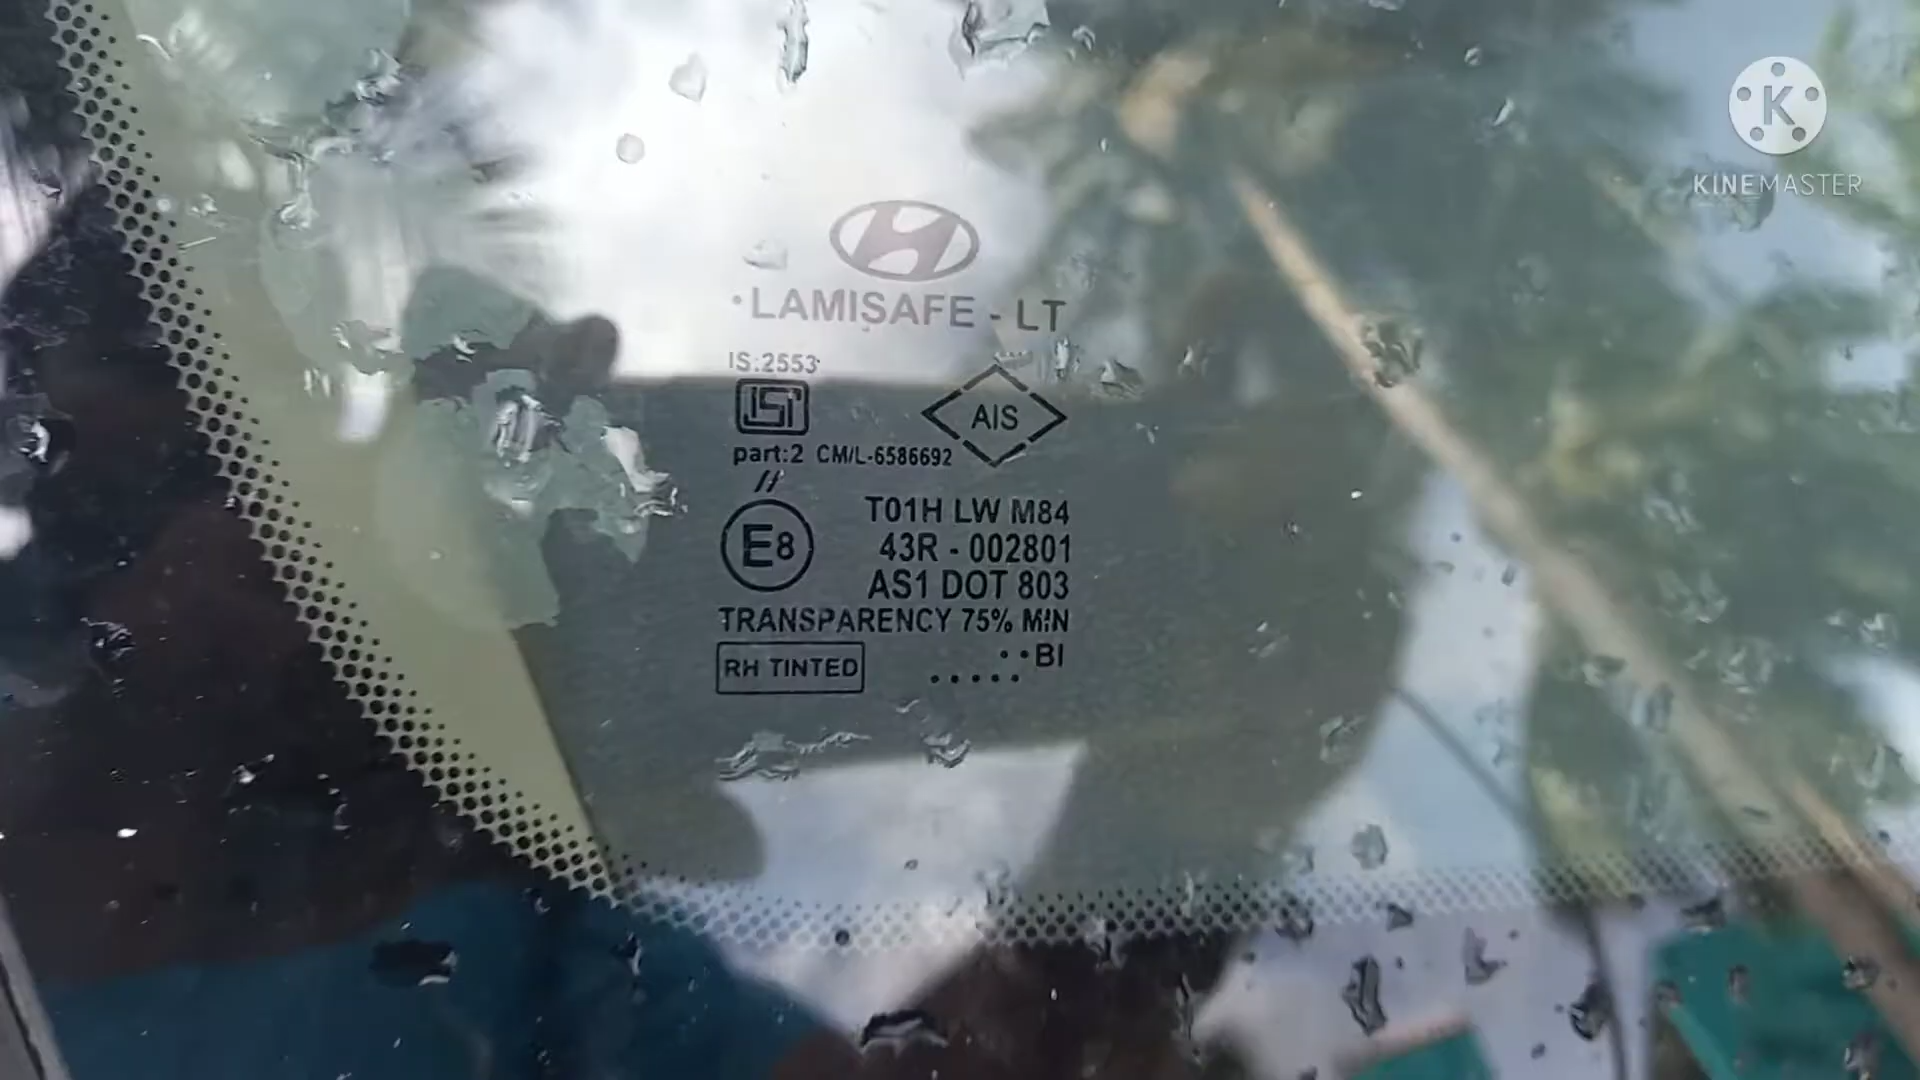 K
KINEMASTER
LAMISAFE - LT
IS:2553
ISI
AIS
part:2 CM/L-6586692
//
E8
T01H LW M84
43R - 002801
AS1 DOT 803
TRANSPARENCY 75% MIN
RH TINTED
..BI
.....